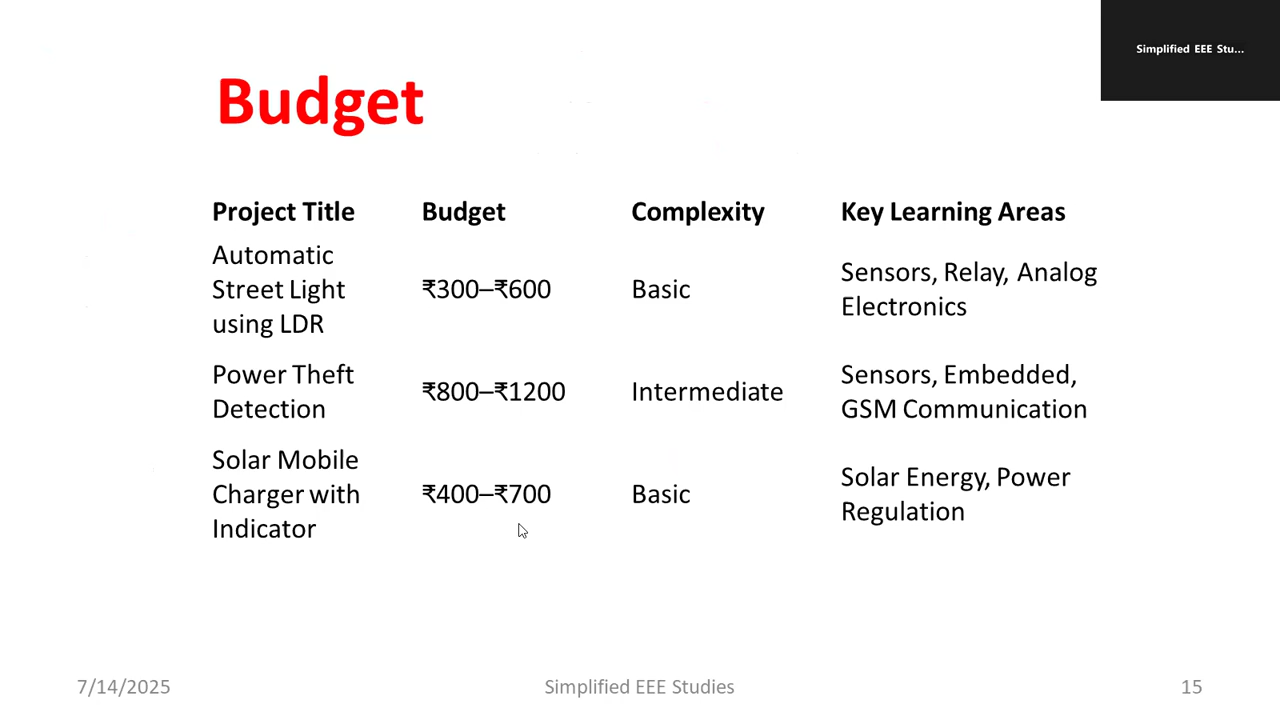 Simplified EEE Stu...
Budget
Project Title Budget Complexity Key Learning Areas
Automatic
Street Light
using LDR
₹300–₹600
Basic
Sensors, Relay, Analog
Electronics
Power Theft
Detection
₹800–₹1200
Intermediate
Sensors, Embedded,
GSM Communication
Solar Mobile
Charger with
Indicator
₹400–₹700
Basic
Solar Energy, Power
Regulation
7/14/2025 Simplified EEE Studies 15